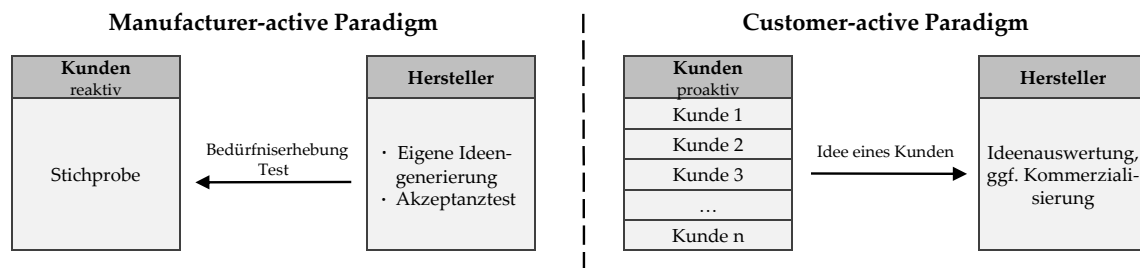 Manufacturer-active Paradigm
Kunden
reaktiv
Stichprobe
Bedürfniserhebung
Test
Hersteller
· Eigene Ideen-
generierung
· Akzeptanztest
Customer-active Paradigm
Kunden
proaktiv
Kunde 1
Kunde 2
Kunde 3
…
Kunde n
Idee eines Kunden
Hersteller
Ideenauswertung,
ggf. Kommerziali-
sierung